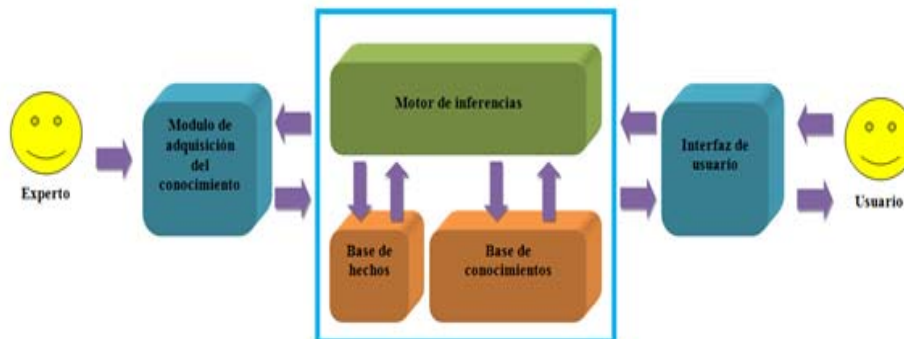 Experto
Modulo de
adquisición
del
conocimiento
Motor de inferencias
Base de
hechos
Base de
conocimientos
Interfaz de
usuario
Usuario